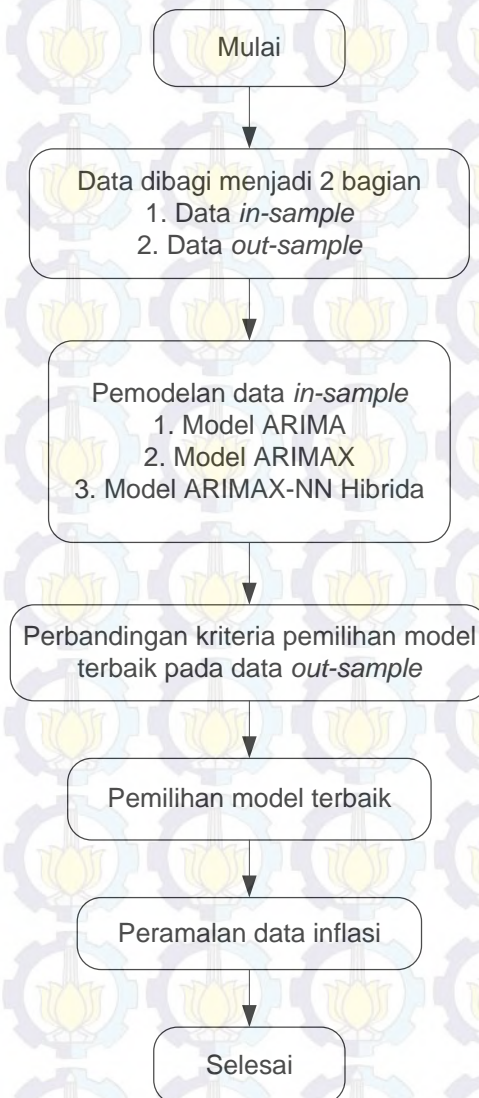 Mulai
Data dibagi menjadi 2 bagian
1. Data in-sample
2. Data out-sample
Pemodelan data in-sample
1. Model ARIMA
2. Model ARIMAX
3. Model ARIMAX-NN Hibrida
Perbandingan kriteria pemilihan model
terbaik pada data out-sample
Pemilihan model terbaik
Peramalan data inflasi
Selesai